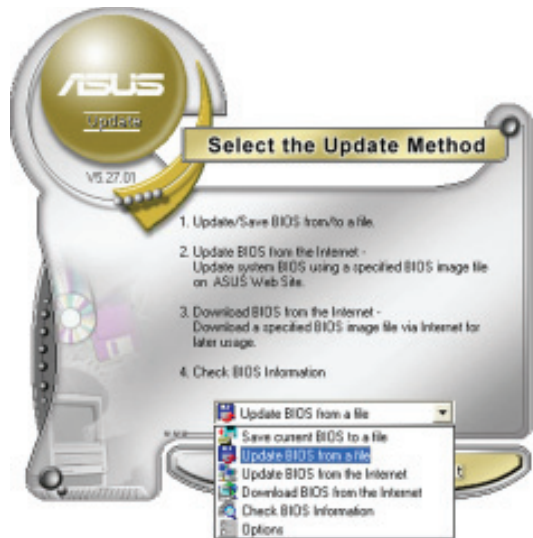 ASUS
Update
V5.27.01
Select the Update Method
1. Update/Save BIOS from/to a file.
2. Update BIOS from the Internet -
Update system BIOS using a specified BIOS image file
on ASUS Web Site.
3. Download BIOS from the Internet -
Download a specified BIOS image file via Internet for
later usage.
4. Check BIOS Information
Update BIOS from a file
Save current BIOS to a file
Update BIOS from a file
Update BIOS from the Internet
Download BIOS from the Internet
Check BIOS Information
Options